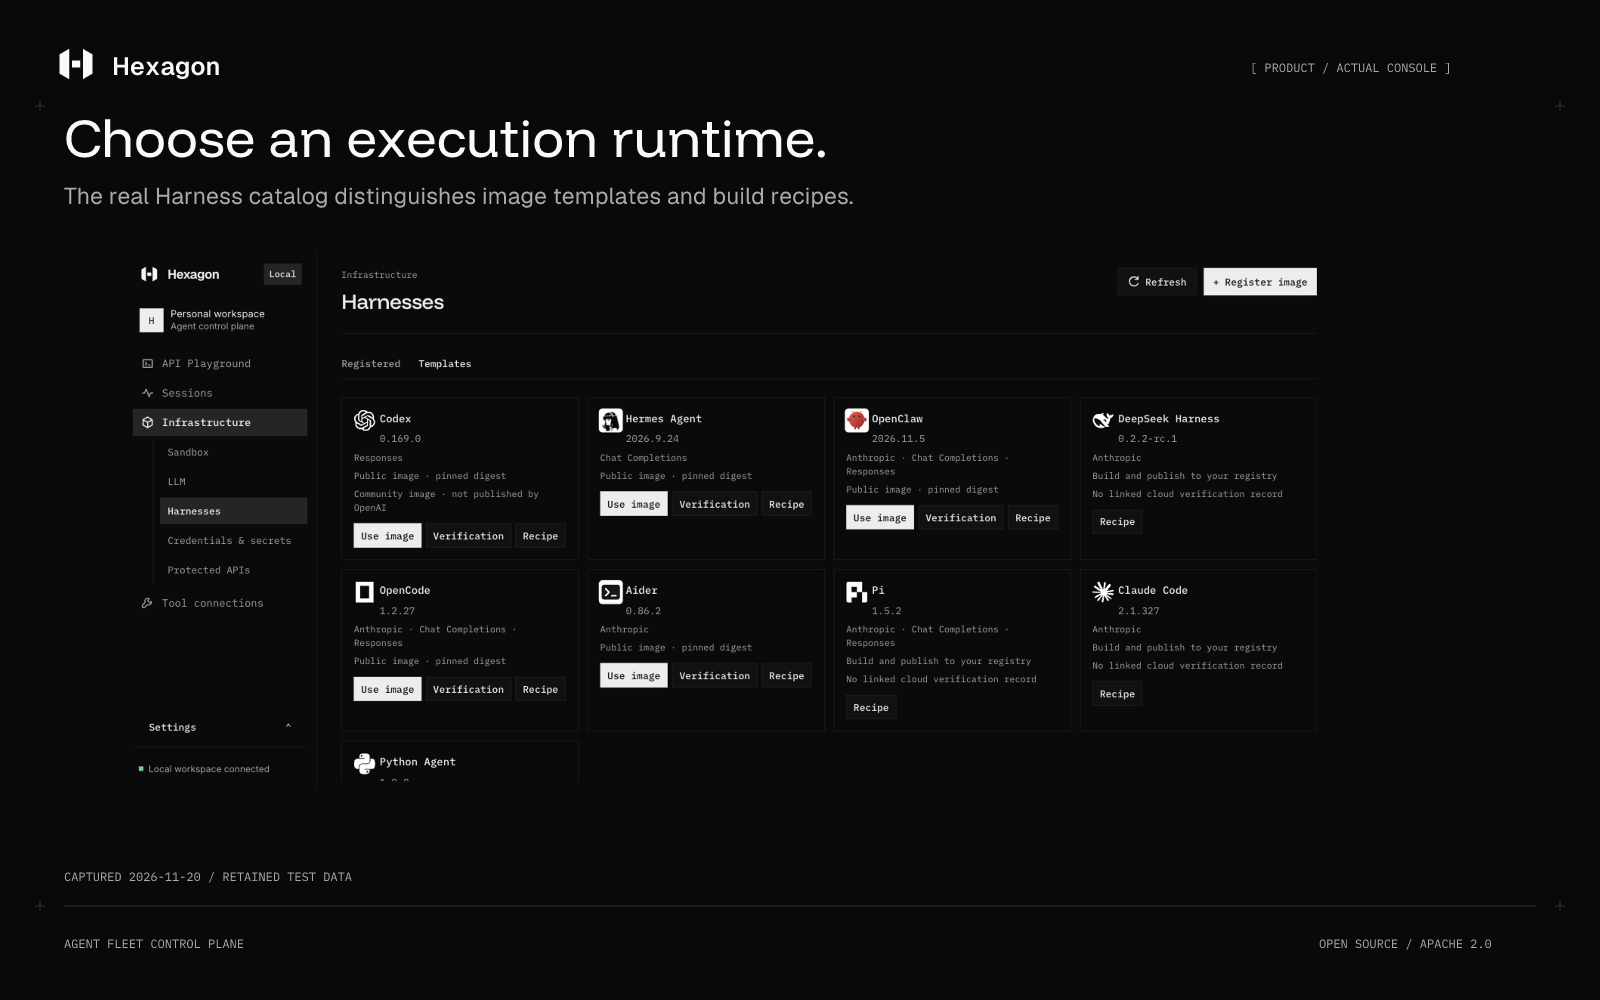 Hexagon
[ PRODUCT / ACTUAL CONSOLE ]
Choose an execution runtime.
The real Harness catalog distinguishes image templates and build recipes.
Hexagon
Local
H
Personal workspace
Agent control plane
API Playground
Sessions
Infrastructure
Sandbox
LLM
Harnesses
Credentials & secrets
Protected APIs
Tool connections
Settings
Local workspace connected
Infrastructure
Harnesses
Refresh
+ Register image
Registered
Templates
Codex
0.169.0
Responses
Public image · pinned digest
Community image · not published by
OpenAI
Use image
Verification
Recipe
Hermes Agent
2026.9.24
Chat Completions
Public image · pinned digest
Use image
Verification
Recipe
OpenClaw
2026.11.5
Anthropic · Chat Completions ·
Responses
Public image · pinned digest
Use image
Verification
Recipe
DeepSeek Harness
0.2.2-rc.1
Anthropic
Build and publish to your registry
No linked cloud verification record
Recipe
OpenCode
1.2.27
Anthropic · Chat Completions ·
Responses
Public image · pinned digest
Use image
Verification
Recipe
Aider
0.86.2
Anthropic
Public image · pinned digest
Use image
Verification
Recipe
Pi
1.5.2
Anthropic · Chat Completions ·
Responses
Build and publish to your registry
No linked cloud verification record
Recipe
Claude Code
2.1.327
Anthropic
Build and publish to your registry
No linked cloud verification record
Recipe
Python Agent
CAPTURED 2026-11-20 / RETAINED TEST DATA
AGENT FLEET CONTROL PLANE
OPEN SOURCE / APACHE 2.0